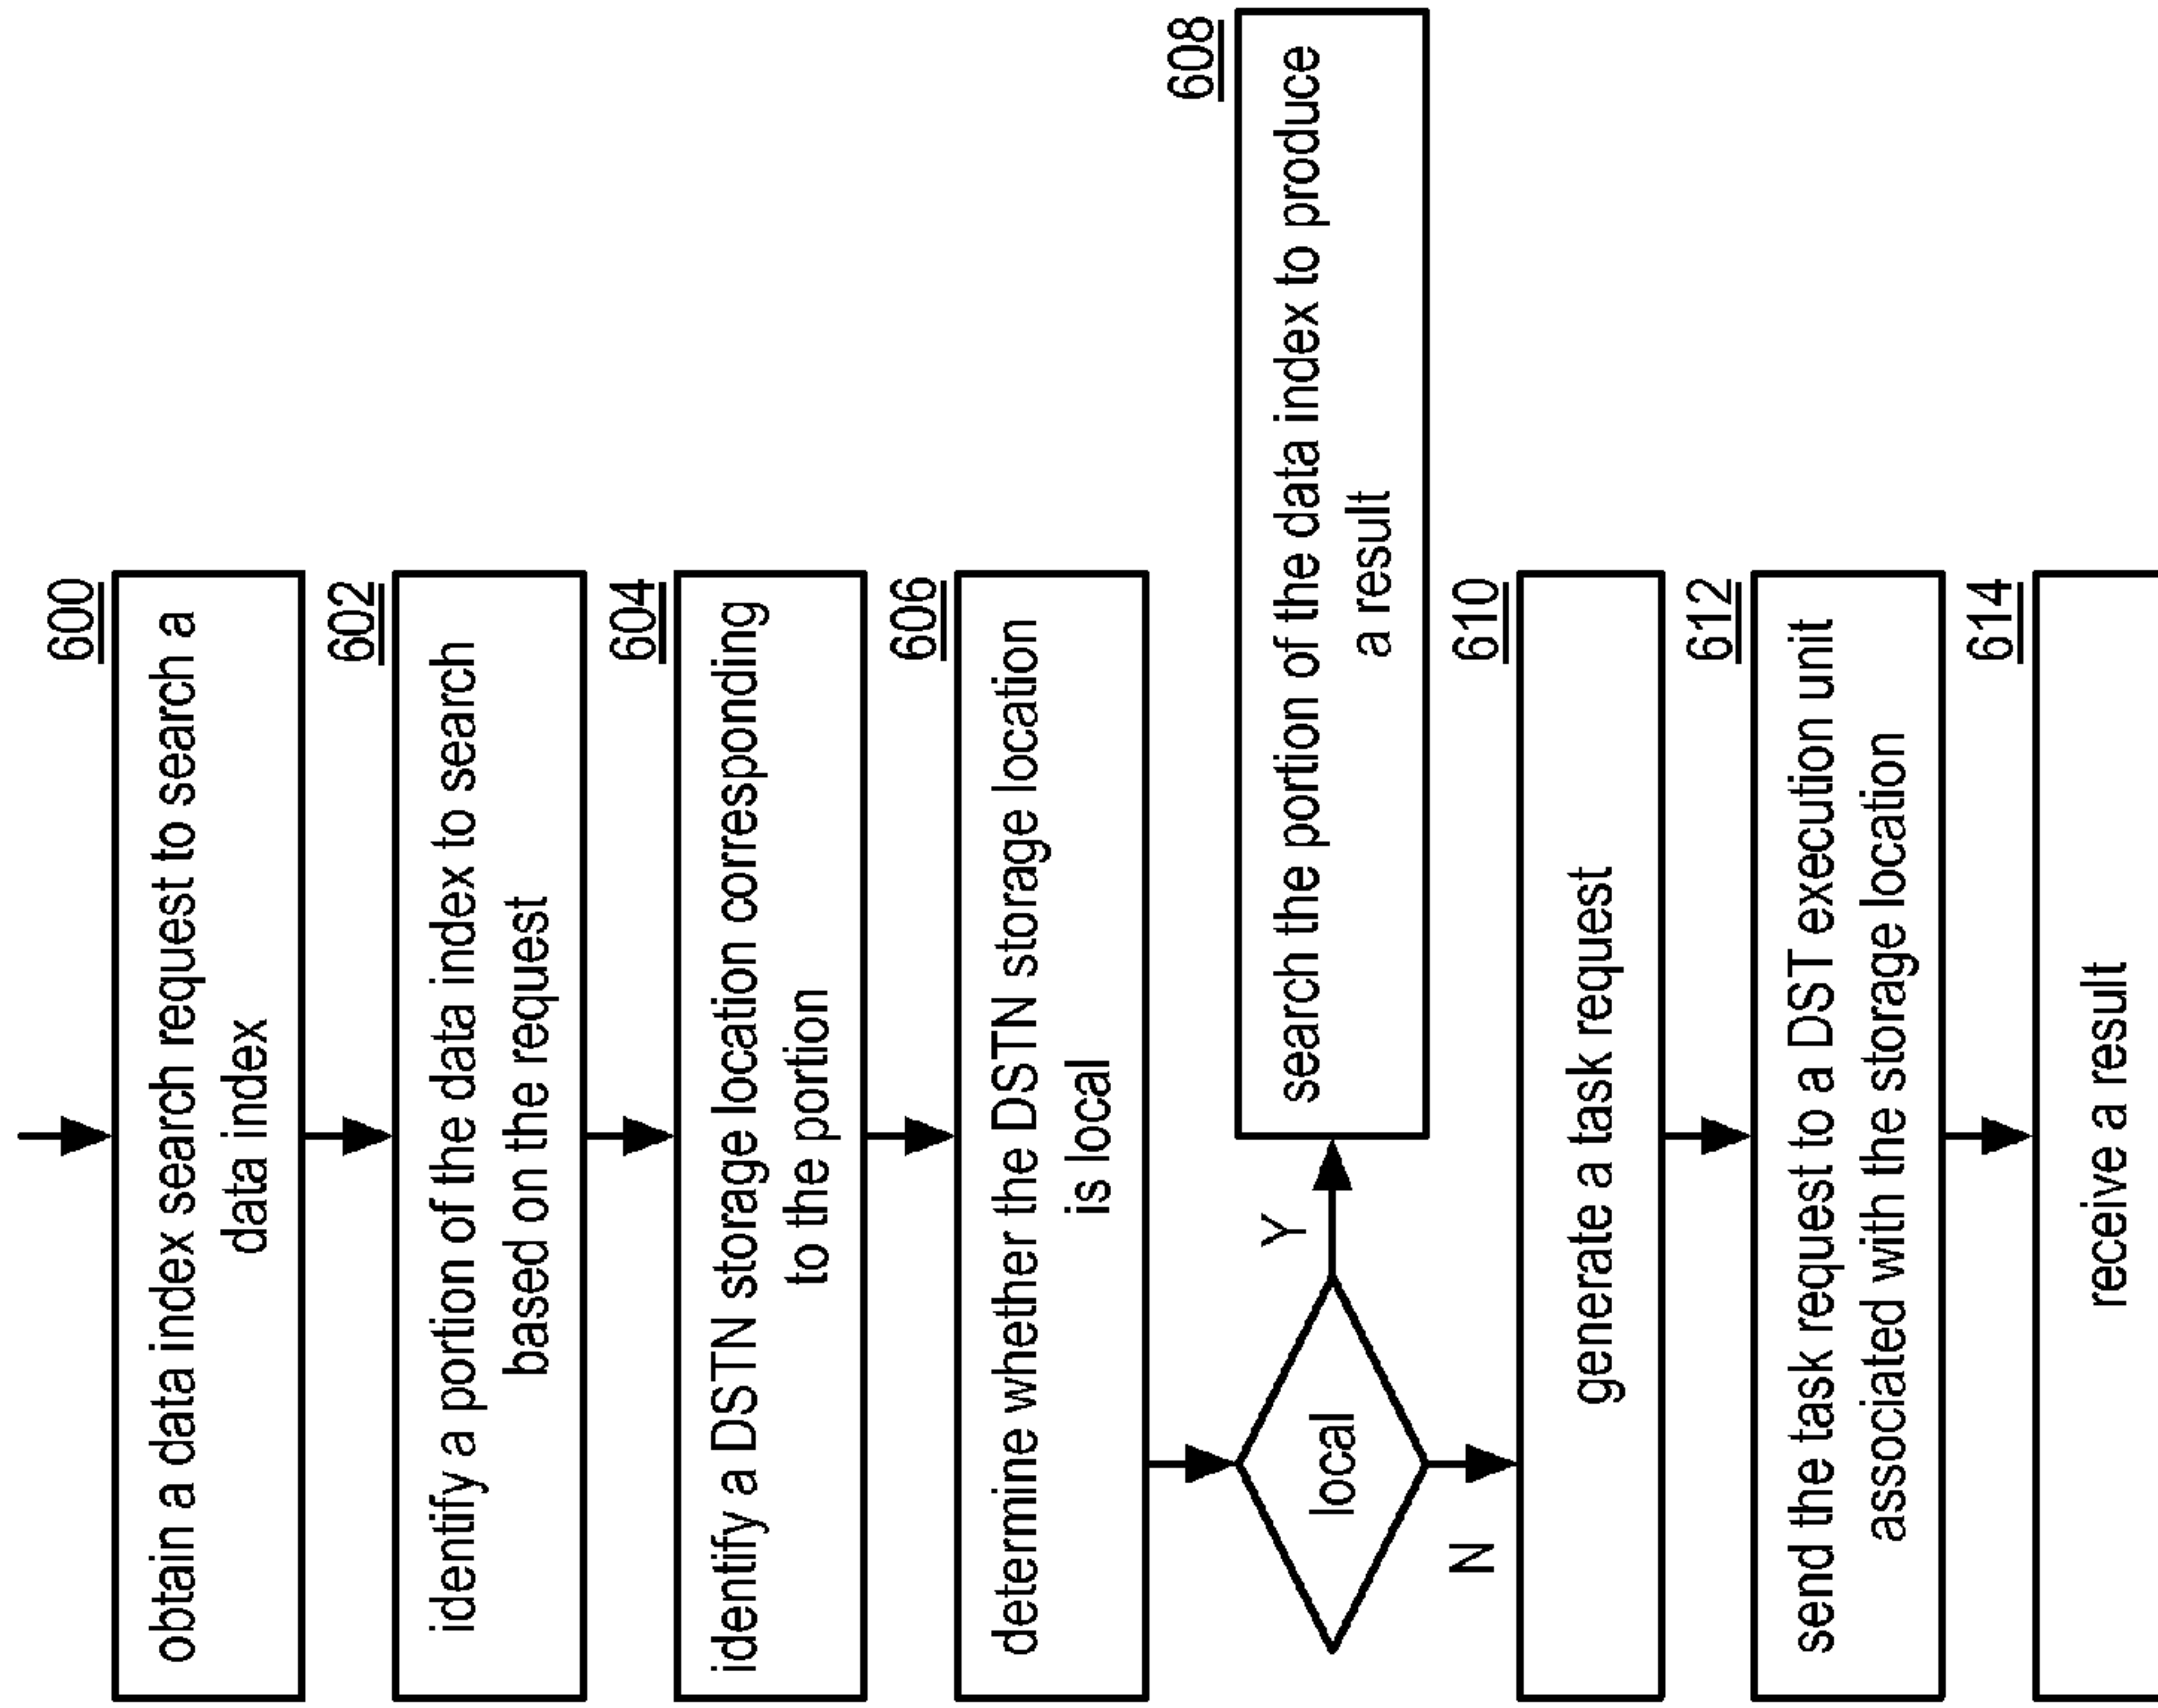 600
obtain a data index search request to search a
data index
602
identify a portion of the data index to search
based on the request
604
identify a DSTN storage location corresponding
to the portion
606
determine whether the DSTN storage location
is local
local
Y
608
search the portion of the data index to produce
a result
N
610
generate a task request
612
send the task request to a DST execution unit
associated with the storage location
614
receive a result